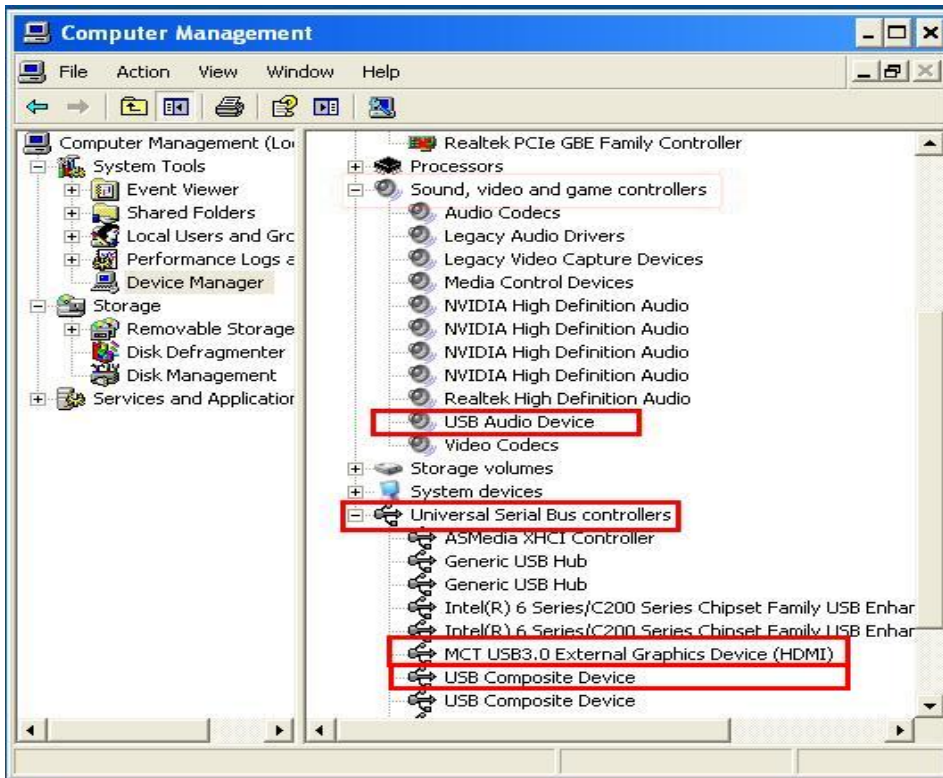 Computer Management
File Action View Window Help
Computer Management (Lo
System Tools
Event Viewer
Shared Folders
Local Users and Grc
Performance Logs a
Device Manager
Storage
Removable Storage
Disk Defragmenter
Disk Management
Services and Applicatior
Realtek PCIe GBE Family Controller
Processors
Sound, video and game controllers
Audio Codecs
Legacy Audio Drivers
Legacy Video Capture Devices
Media Control Devices
NVIDIA High Definition Audio
NVIDIA High Definition Audio
NVIDIA High Definition Audio
NVIDIA High Definition Audio
Realtek High Definition Audio
USB Audio Device
Video Codecs
Storage volumes
System devices
Universal Serial Bus controllers
ASMedia XHCI Controller
Generic USB Hub
Generic USB Hub
Intel(R) 6 Series/C200 Series Chipset Family USB Enhar
Intel(R) 6 Series/C200 Series Chipset Family USB Enhar
MCT USB3.0 External Graphics Device (HDMI)
USB Composite Device
USB Composite Device